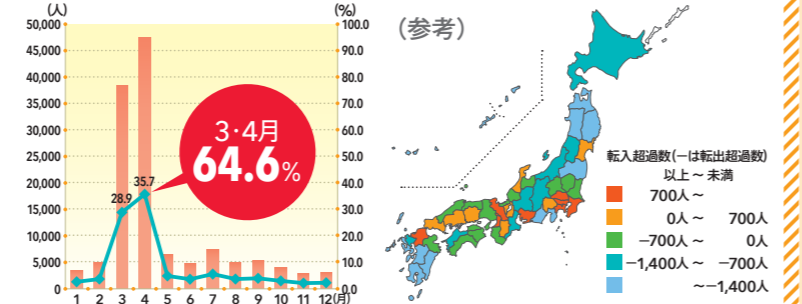 (人)
(%)
50,000
45,000
40,000
35,000
30,000
25,000
20,000
15,000
10,000
5,000
0
100.0
90.0
80.0
70.0
60.0
50.0
40.0
30.0
20.0
10.0
0.0
28.9
35.7
3・4月
64.6%
1 2 3 4 5 6 7 8 9 10 11 12(月)
(参考)
転入超過数(−は転出超過数)
以上 ~ 未満
700人 ~
0人 ~ 700人
−700人 ~ 0人
−1,400人 ~ −700人
~−1,400人